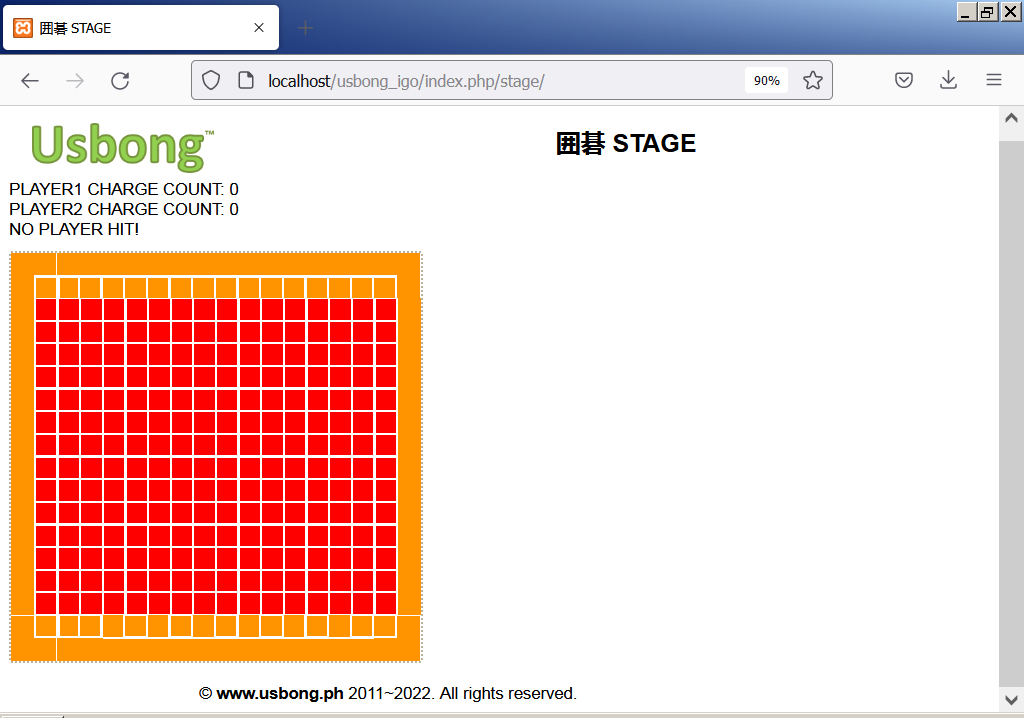 囲碁 STAGE
localhost/usbong_igo/index.php/stage/
90%
Usbong™
囲碁 STAGE
PLAYER1 CHARGE COUNT: 0
PLAYER2 CHARGE COUNT: 0
NO PLAYER HIT!
© www.usbong.ph 2011~2022. All rights reserved.